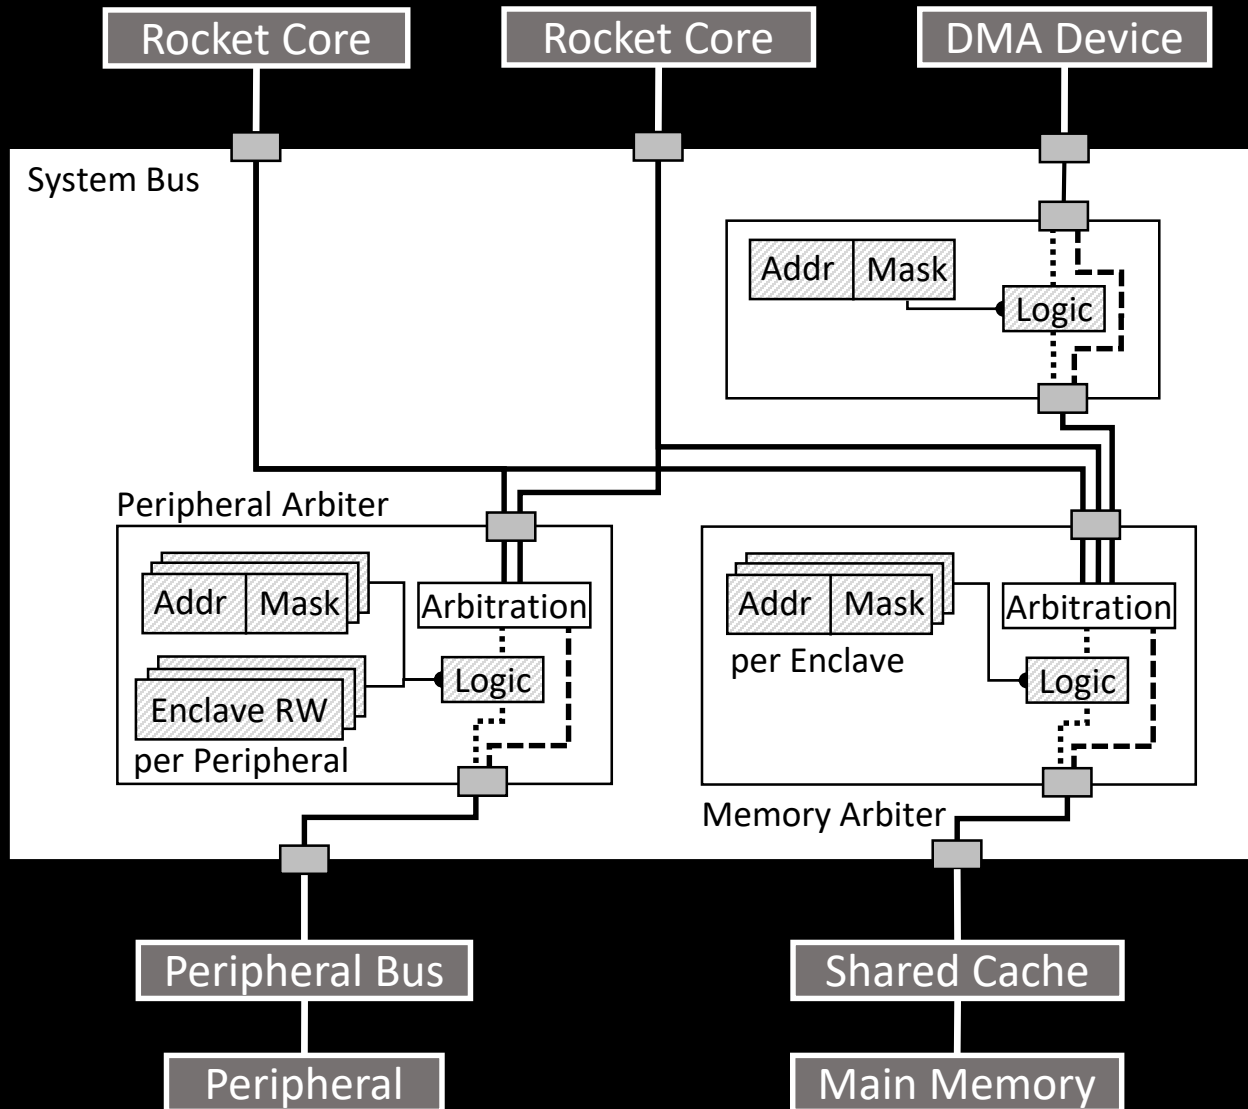 Rocket Core
Rocket Core
DMA Device
System Bus
Addr Mask
Logic
Peripheral Arbiter
Addr Mask
Arbitration
Logic
Enclave RW
per Peripheral
Addr Mask
Arbitration
per Enclave
Logic
Memory Arbiter
Peripheral Bus
Shared Cache
Peripheral
Main Memory